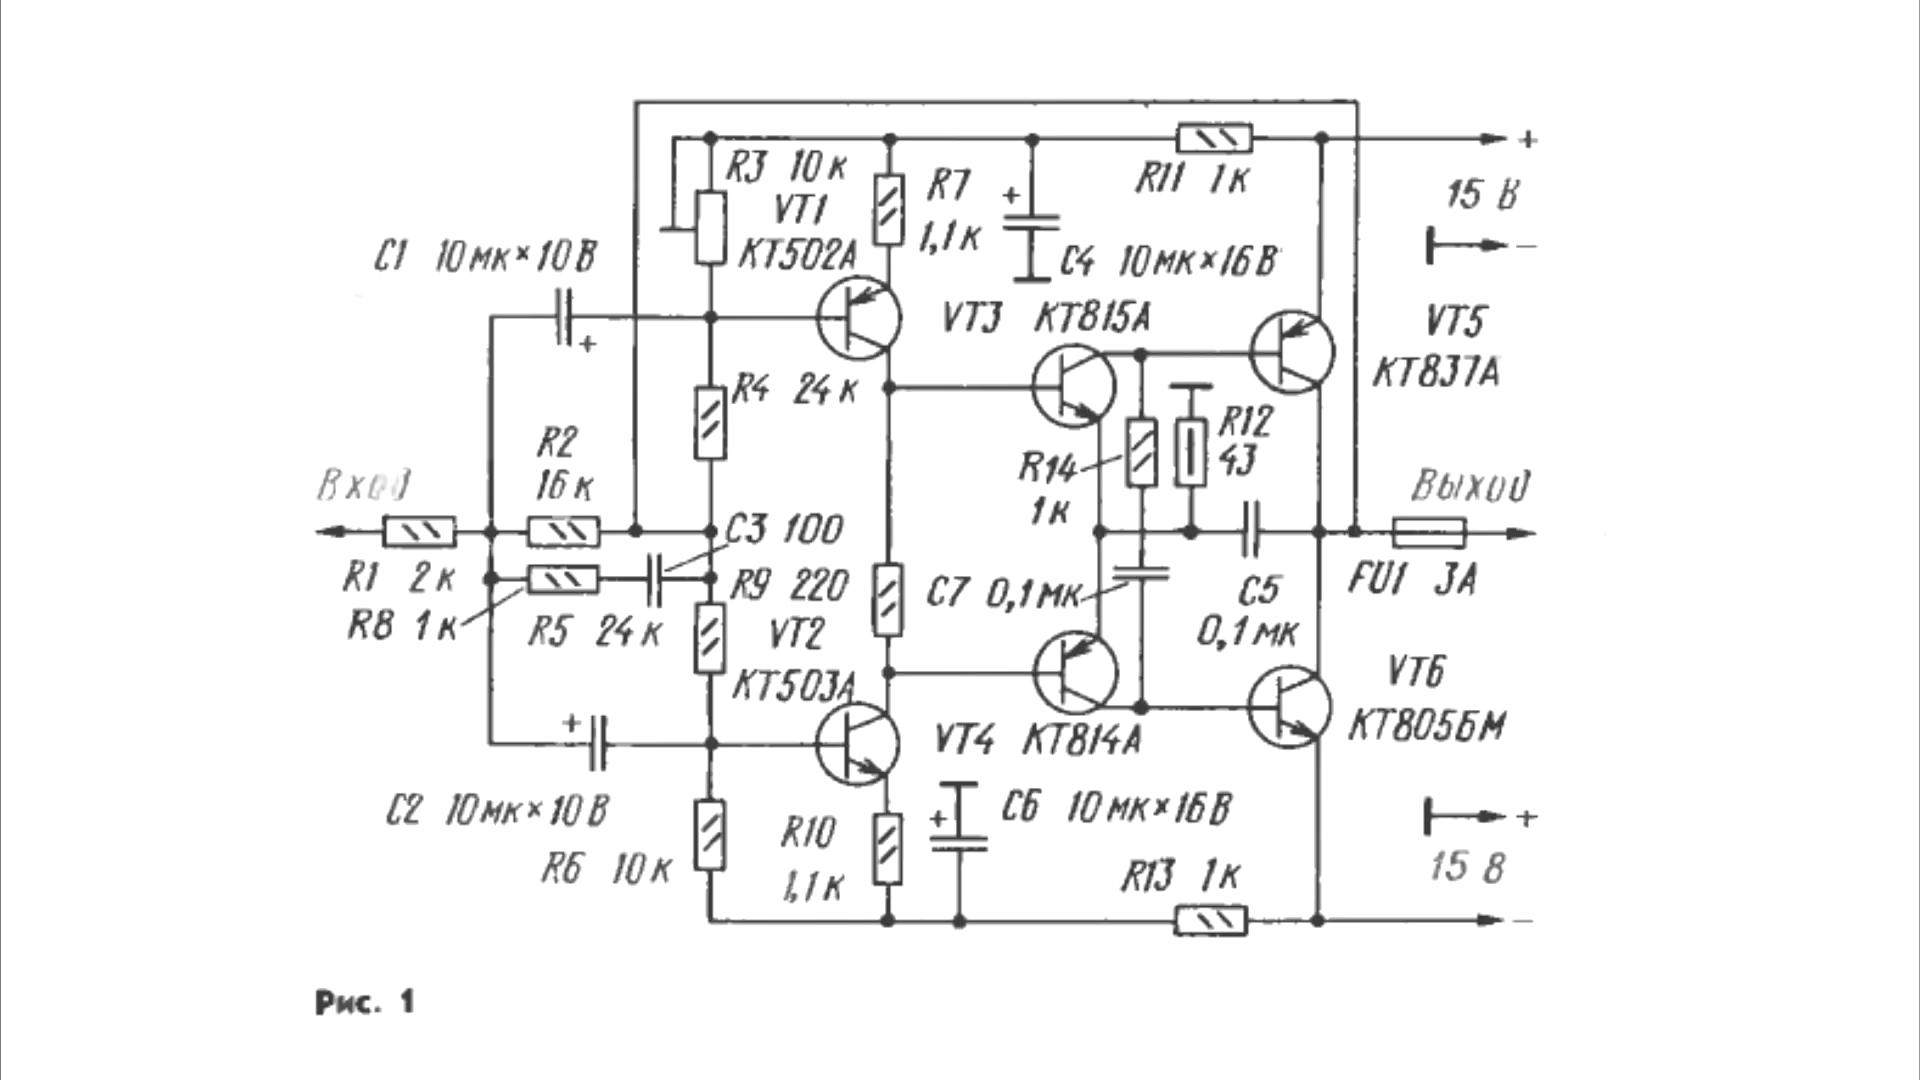 +
R3 10 к
R7
1,1 к
+
R11 1 к
15 В
−
VT1
КТ502А
C1 10 мк × 10 В
+
C4 10 мк × 16 В
VT3 КТ815А
VT5
КТ837А
R4 24 к
R12
43
R2
16 к
R14
1 к
Вход
Выход
C3 100
R1 2 к
R9 220
C7 0,1 мк
C5
0,1 мк
FU1 3А
R8 1 к
R5 24 к
VT2
КТ503А
VT6
КТ805БМ
+
VT4 КТ814А
C2 10 мк × 10 В
+
C6 10 мк × 16 В
+
R10
1,1 к
R6 10 к
R13 1 к
15 В
−
Рис. 1